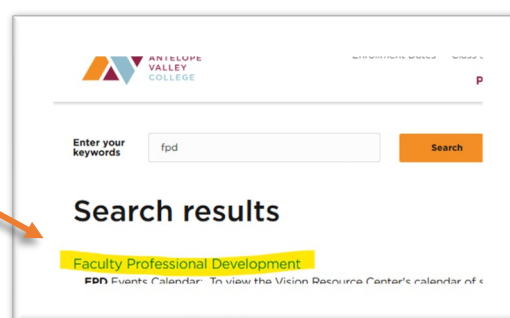 ANTELOPE
VALLEY
COLLEGE
Enrollment Dates
P
Enter your
keywords
fpd
Search
Search results
Faculty Professional Development
FPD Events Calendar: To view the Vision Resource Center's calendar of s